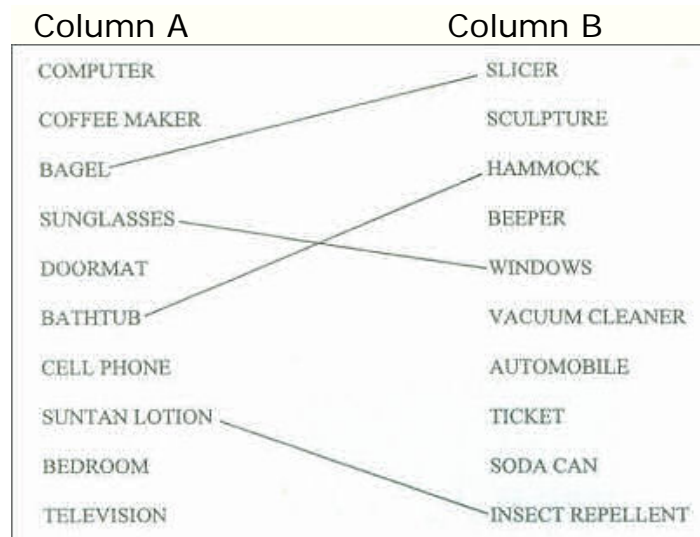 Column A Column B
COMPUTER SLICER
COFFEE MAKER SCULPTURE
BAGEL HAMMOCK
SUNGLASSES BEEPER
DOORMAT WINDOWS
BATHTUB VACUUM CLEANER
CELL PHONE AUTOMOBILE
SUNTAN LOTION TICKET
BEDROOM SODA CAN
TELEVISION INSECT REPELLENT